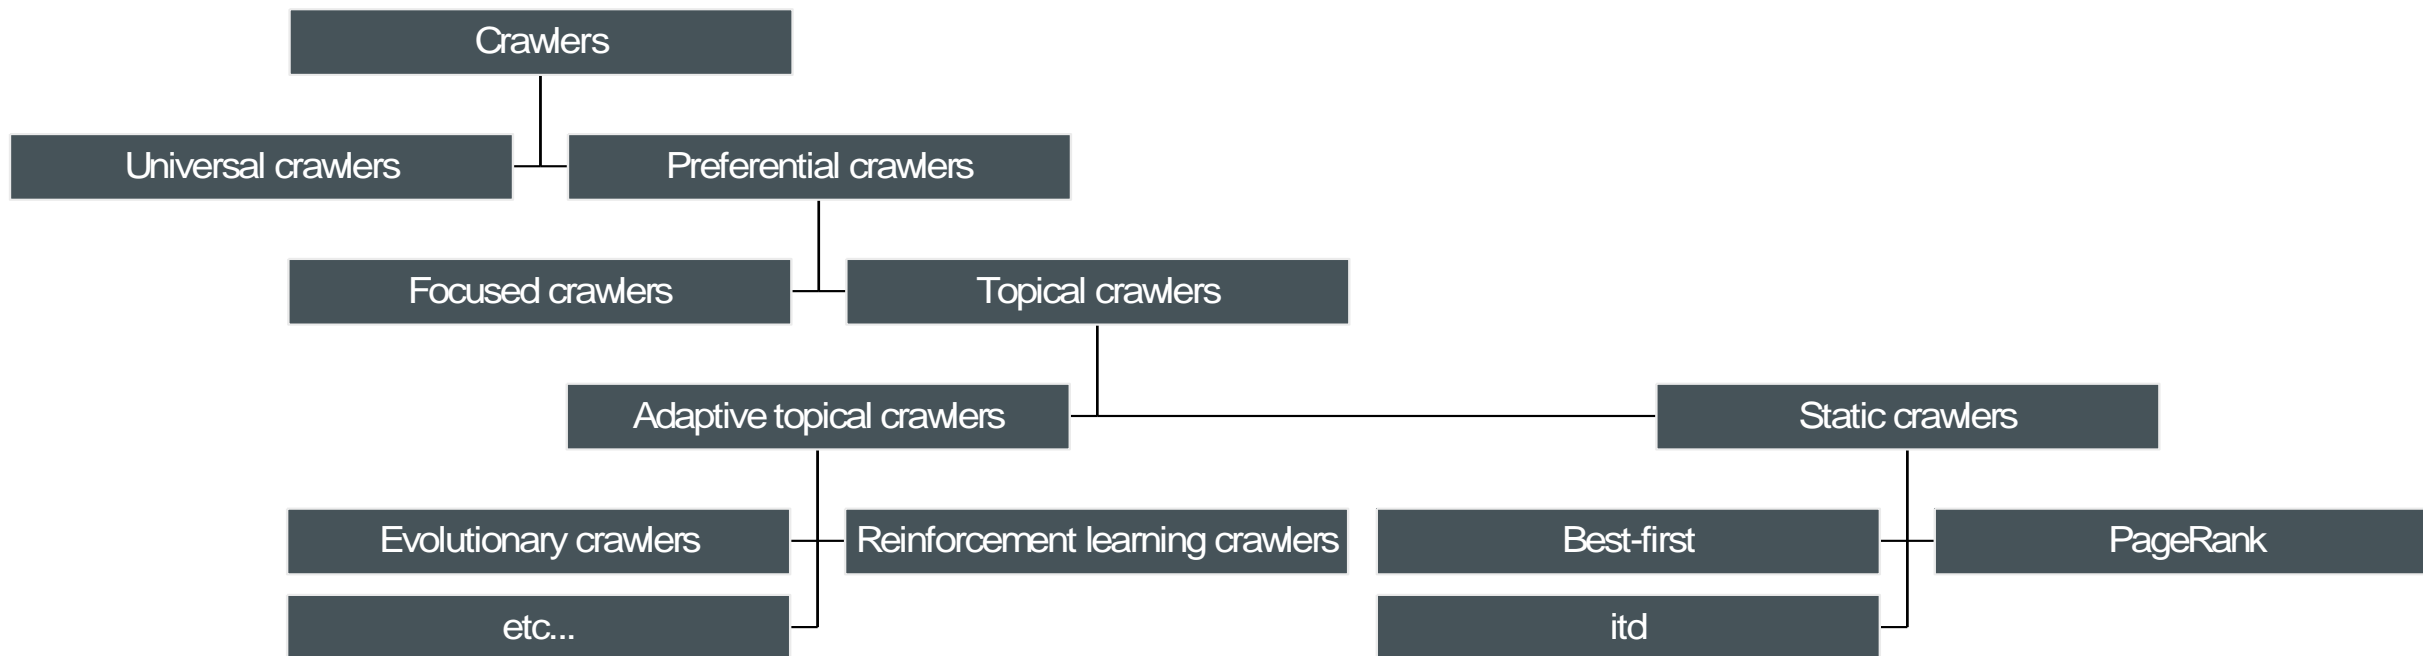 Crawlers
Universal crawlers
Preferential crawlers
Focused crawlers
Topical crawlers
Adaptive topical crawlers
Static crawlers
Evolutionary crawlers
Reinforcement learning crawlers
Best-first
PageRank
etc...
itd